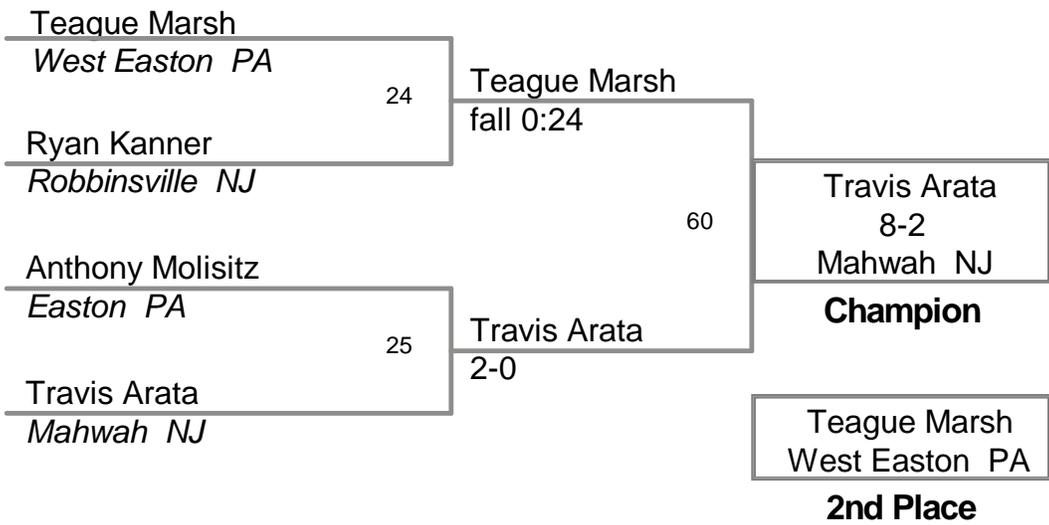 Teague Marsh
West Easton PA
24
Ryan Kanner
Robbinsville NJ
Anthony Molisitz
Easton PA
25
Travis Arata
Mahwah NJ
Teague Marsh
fall 0:24
60
Travis Arata
2-0
Travis Arata
8-2
Mahwah NJ
Champion
Teague Marsh
West Easton PA
2nd Place